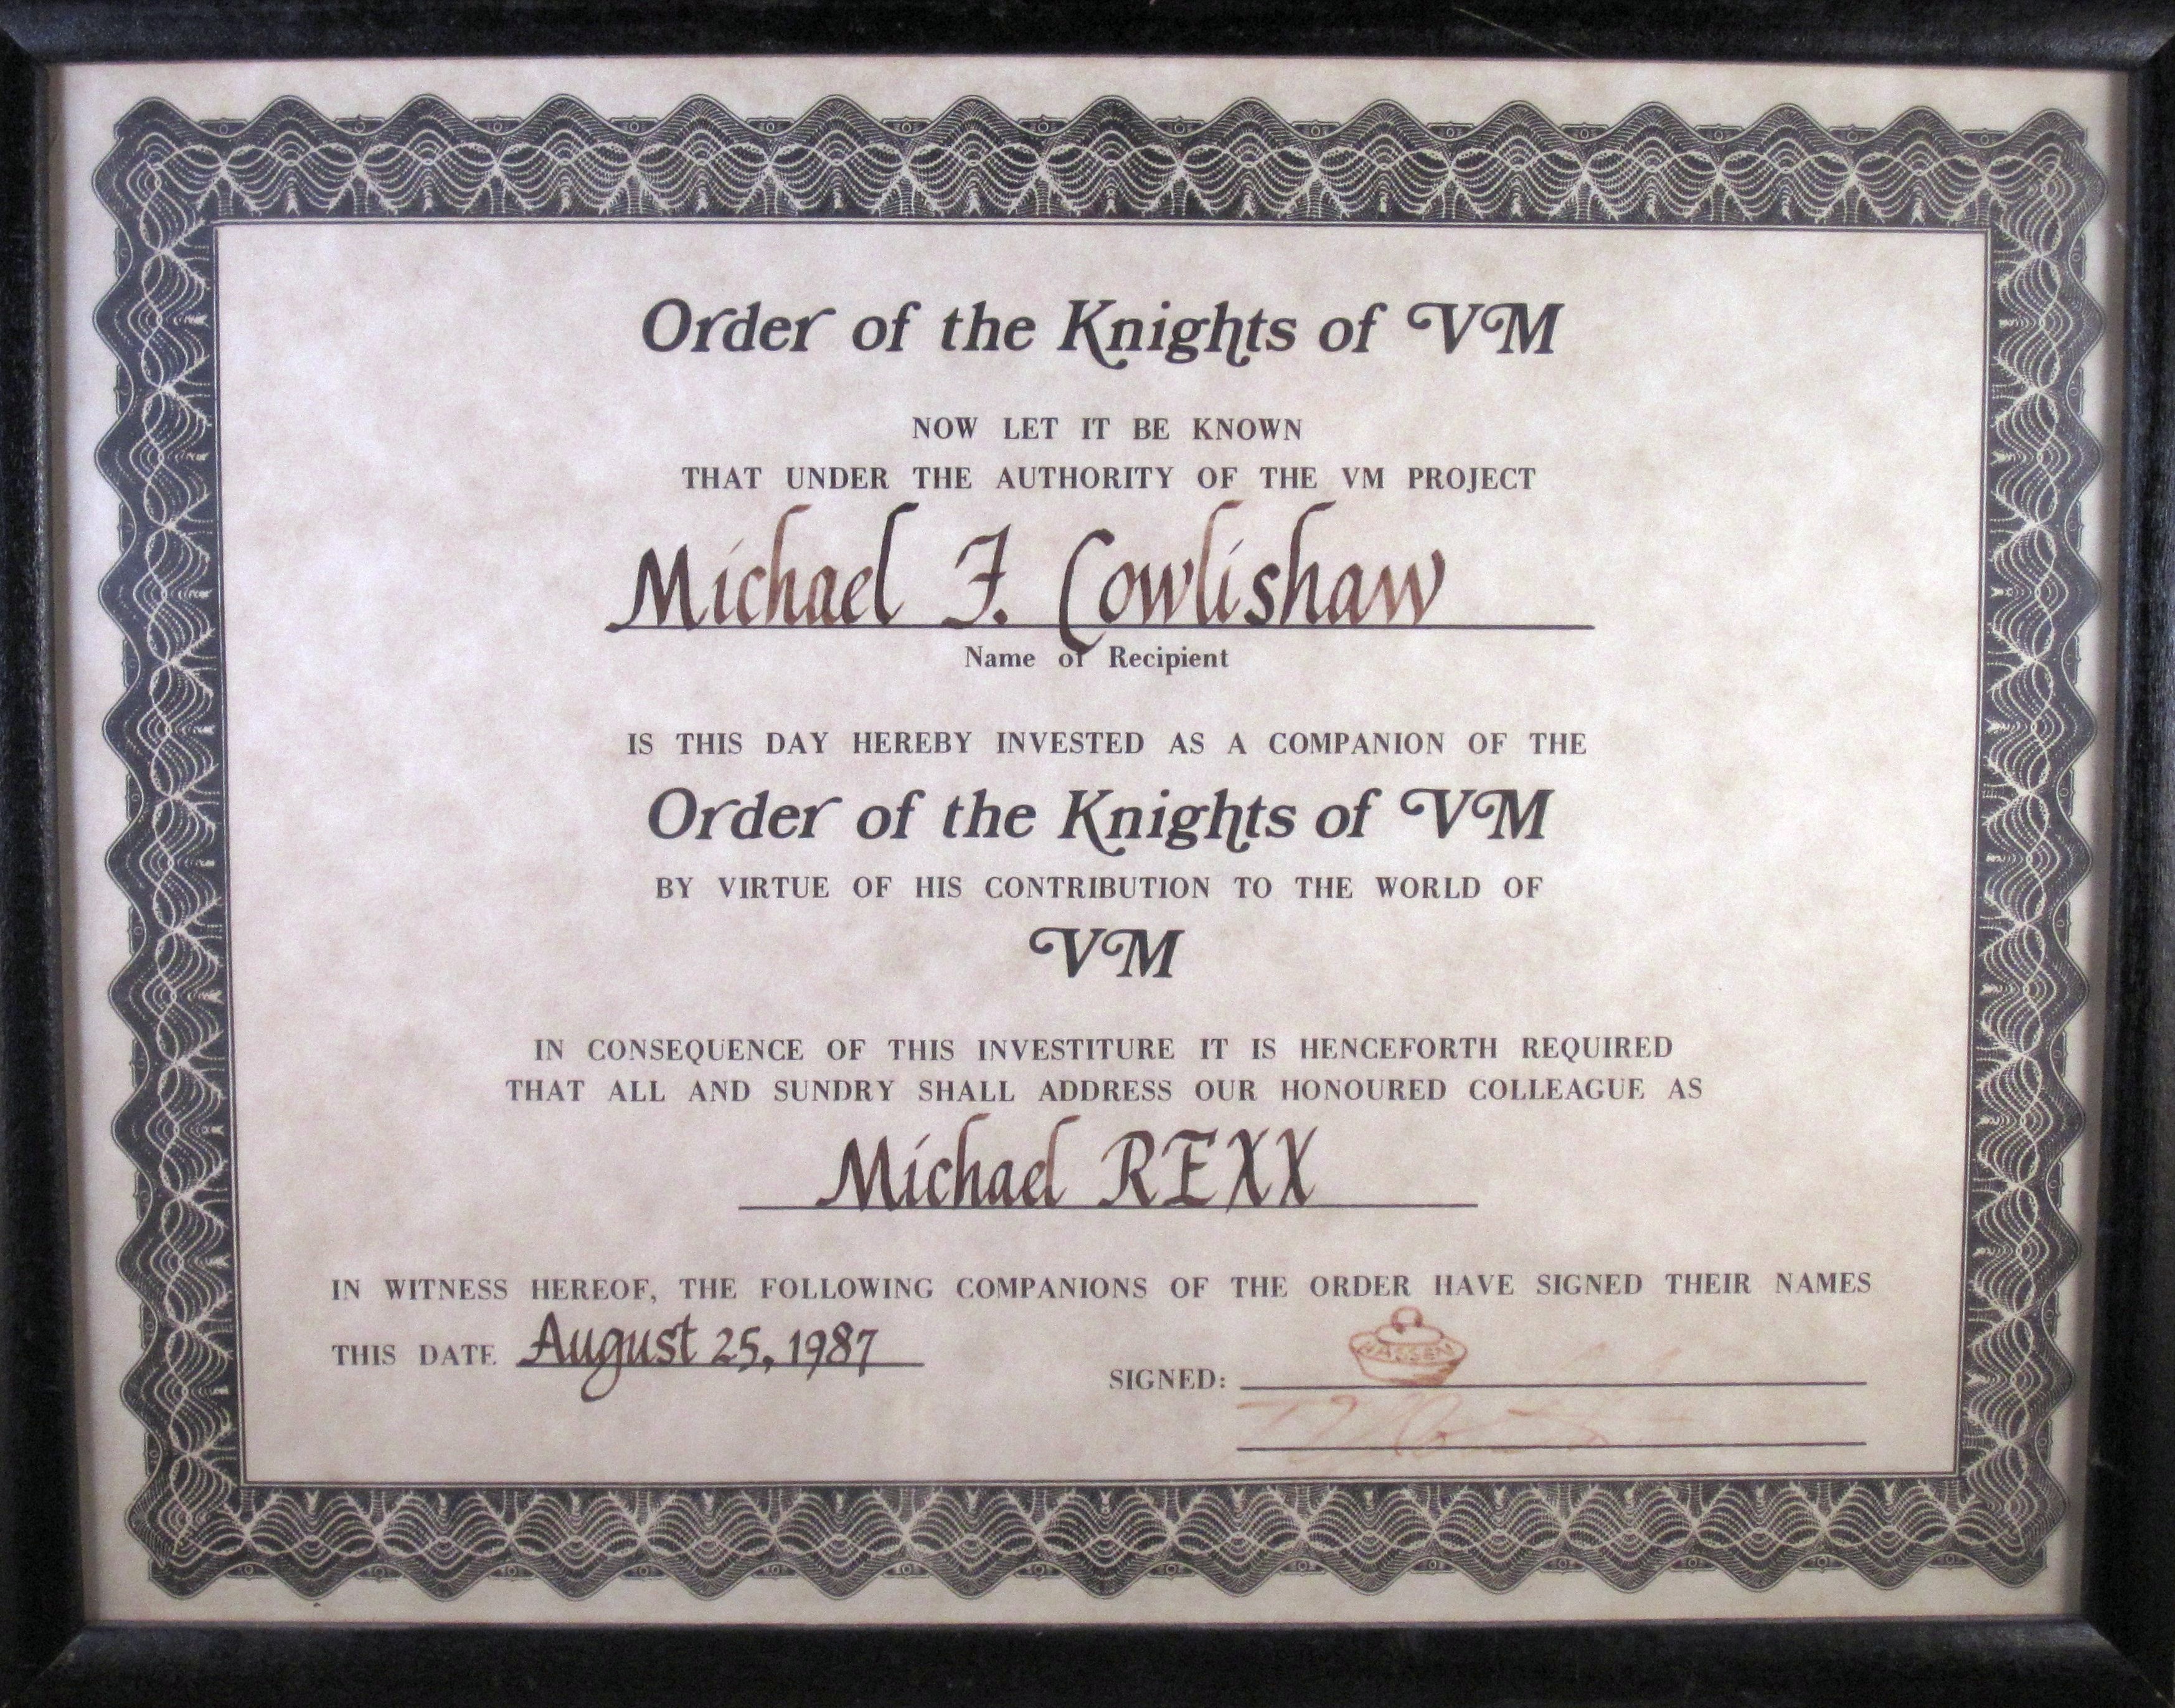 Order of the Knights of VM
NOW LET IT BE KNOWN
THAT UNDER THE AUTHORITY OF THE VM PROJECT
Michael F. Cowlishaw
Name of Recipient
IS THIS DAY HEREBY INVESTED AS A COMPANION OF THE
Order of the Knights of VM
BY VIRTUE OF HIS CONTRIBUTION TO THE WORLD OF
VM
IN CONSEQUENCE OF THIS INVESTITURE IT IS HENCEFORTH REQUIRED
THAT ALL AND SUNDRY SHALL ADDRESS OUR HONOURED COLLEAGUE AS
Michael REXX
IN WITNESS HEREOF, THE FOLLOWING COMPANIONS OF THE ORDER HAVE SIGNED THEIR NAMES
THIS DATE August 25, 1987
SIGNED: